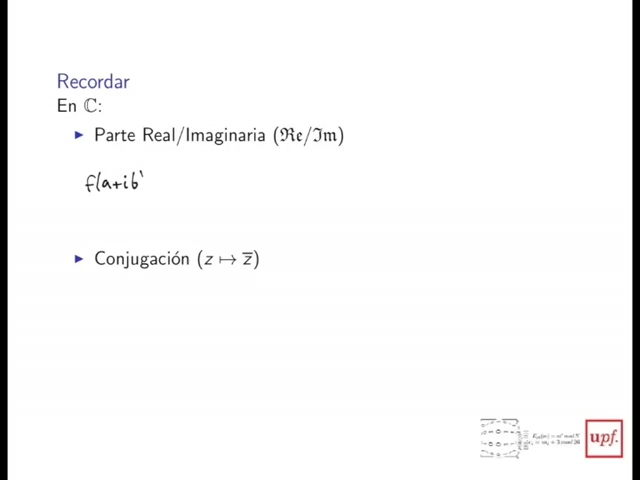 Recordar
En ℂ:
▶ Parte Real/Imaginaria (ℜe/ℑm)
f(a+ib
▶ Conjugación (z ↦ z̅)
upf.